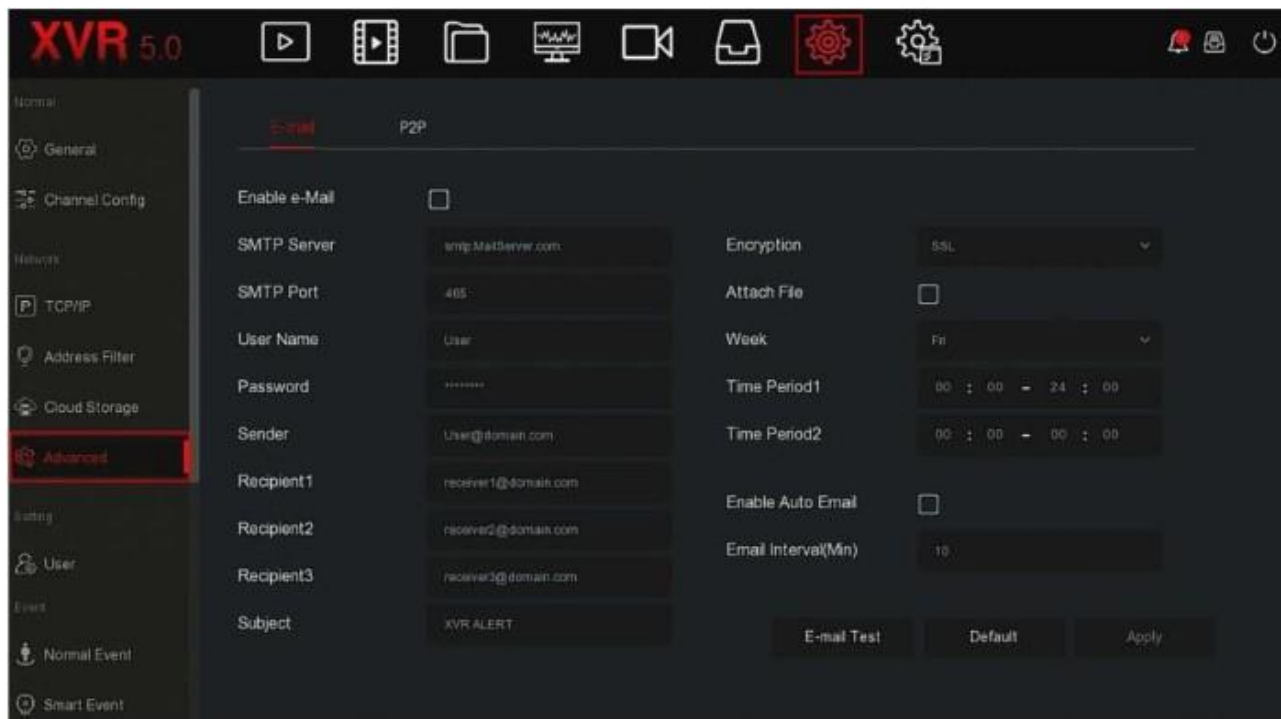 XVR 5.0
Normal
General
Channel Config
Network
TCP/IP
Address Filter
Cloud Storage
Advanced
Setting
User
Event
Normal Event
Smart Event
E-mail P2P
Enable e-Mail
SMTP Server smtp.MailServer.com
SMTP Port 465
User Name User
Password ********
Sender User@domain.com
Recipient1 receiver1@domain.com
Recipient2 receiver2@domain.com
Recipient3 receiver3@domain.com
Subject XVR ALERT
Encryption SSL
Attach File
Week Fri
Time Period1 00 : 00 - 24 : 00
Time Period2 00 : 00 - 00 : 00
Enable Auto Email
Email Interval(Min) 10
E-mail Test Default Apply